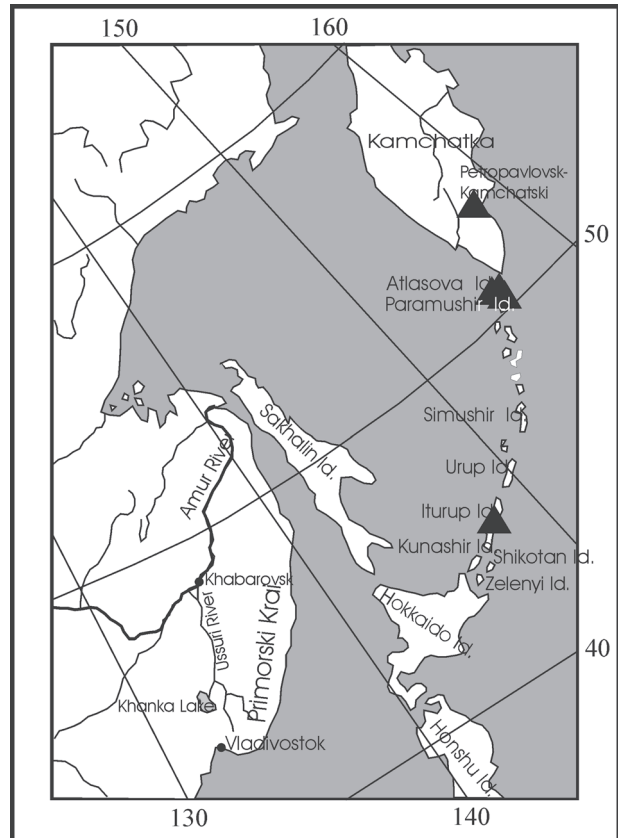 150
160
Kamchatka
Petropavlovsk-
Kamchatski
50
Atlasova Id.
Paramushir Id.
Simushir Id.
Sakhalin Id.
Amur River
Urup Id.
Iturup Id.
Kunashir Id.
Shikotan Id.
Khabarovsk
Zelenyi Id.
Hokkaido Id.
Ussuri River
Primorski Krai
40
Khanka Lake
Vladivostok
Honshu Id.
130
140